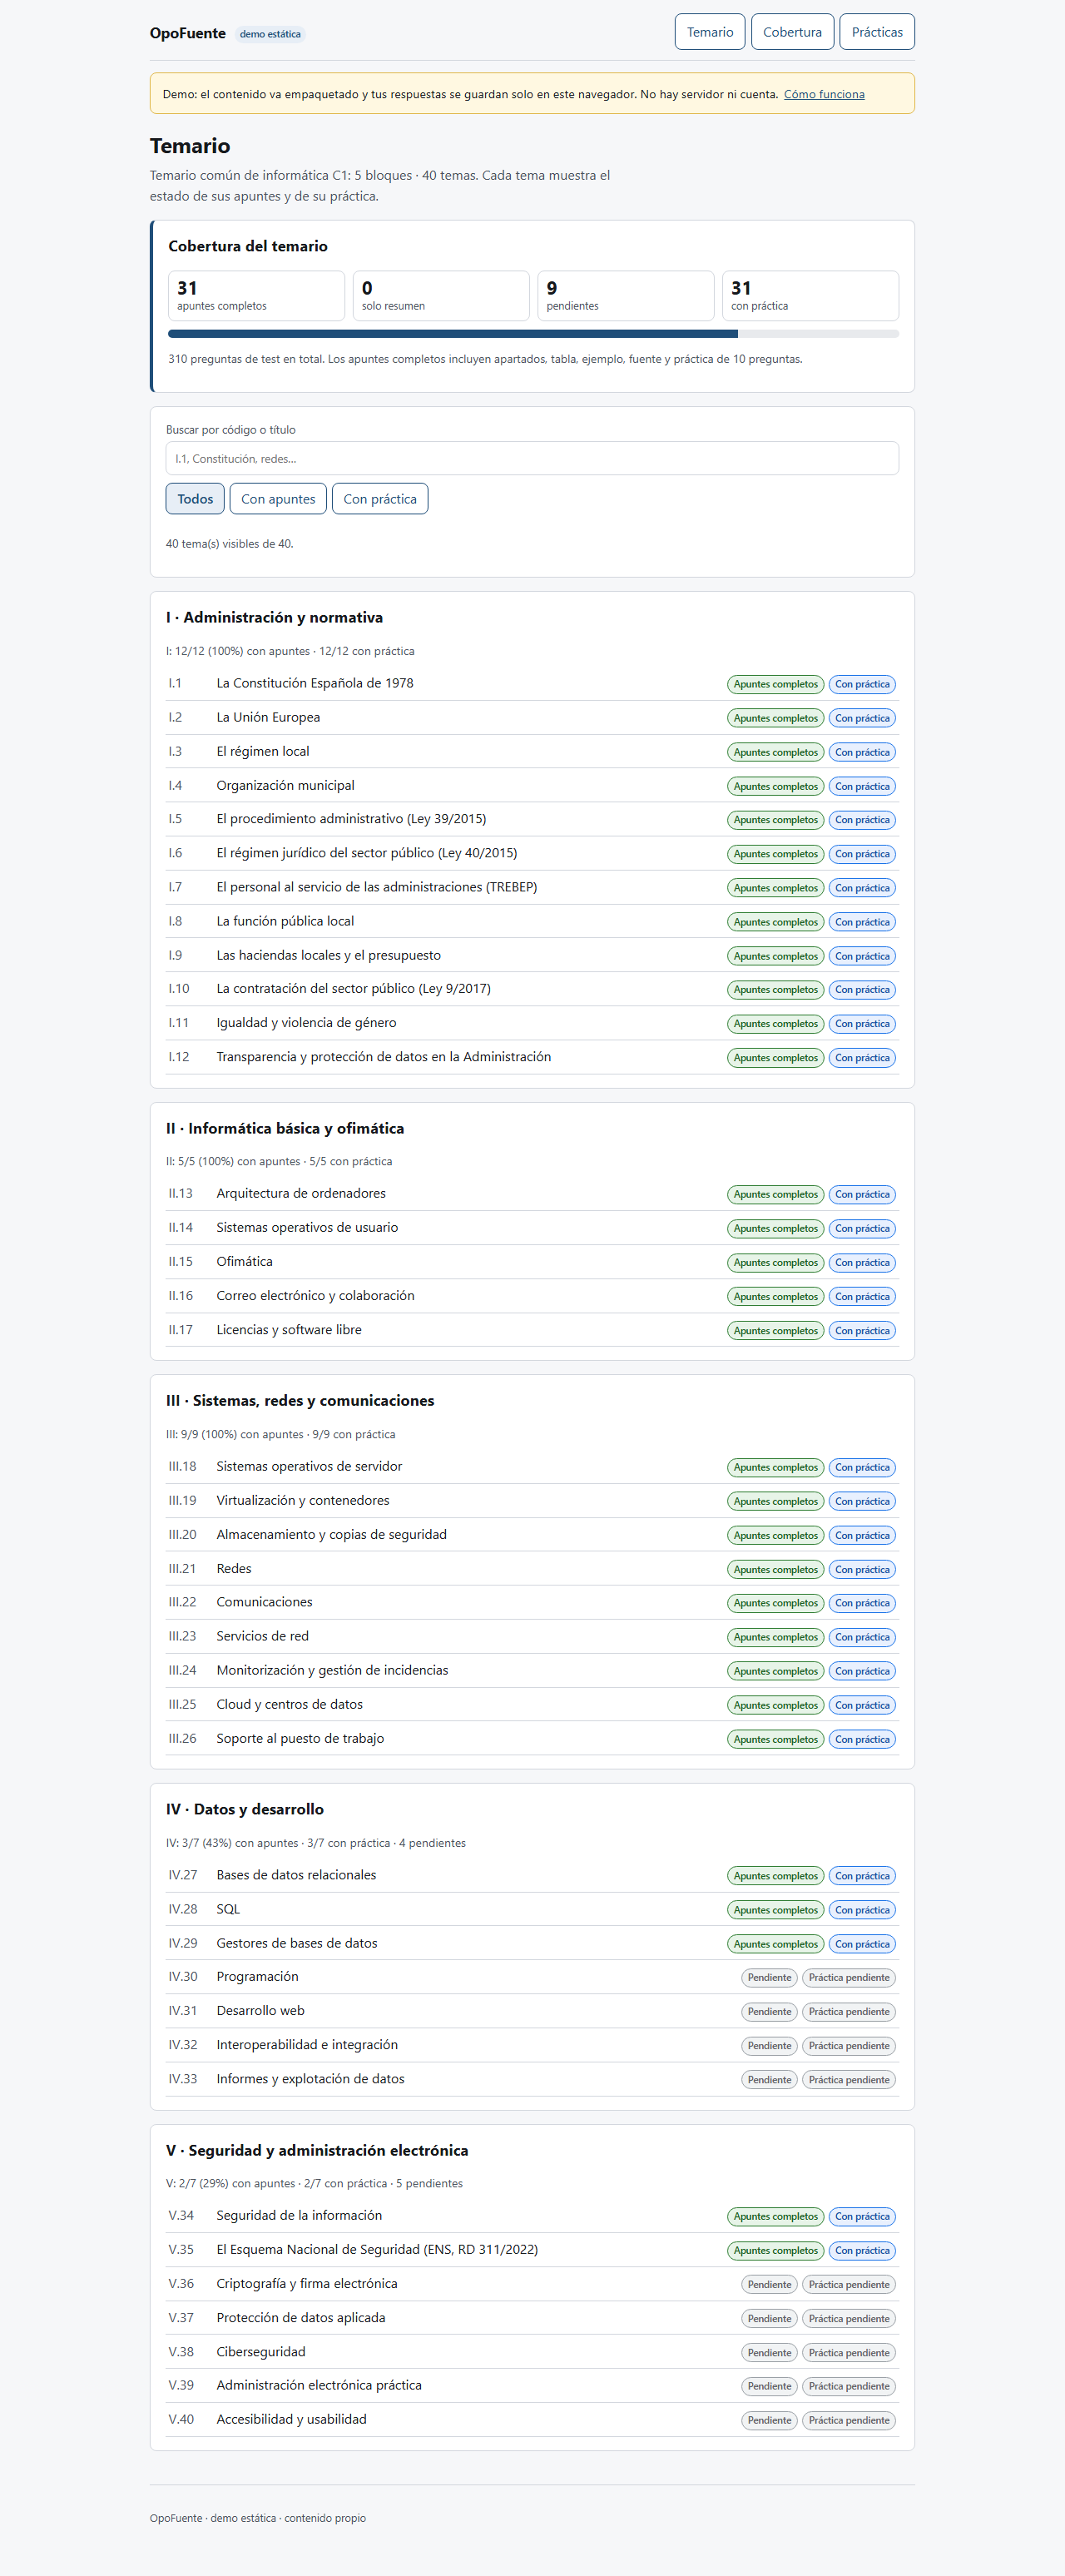 OpoFuente demo estática Temario Cobertura Prácticas
Demo: el contenido va empaquetado y tus respuestas se guardan solo en este navegador. No hay servidor ni cuenta. Cómo funciona
Temario
Temario común de informática C1: 5 bloques · 40 temas. Cada tema muestra el
estado de sus apuntes y de su práctica.
Cobertura del temario
31 0 9 31
apuntes completos solo resumen pendientes con práctica
310 preguntas de test en total. Los apuntes completos incluyen apartados, tabla, ejemplo, fuente y práctica de 10 preguntas.
Buscar por código o título
I.1, Constitución, redes...
Todos Con apuntes Con práctica
40 tema(s) visibles de 40.
I · Administración y normativa
I: 12/12 (100%) con apuntes · 12/12 con práctica
I.1 La Constitución Española de 1978 Apuntes completos Con práctica
I.2 La Unión Europea Apuntes completos Con práctica
I.3 El régimen local Apuntes completos Con práctica
I.4 Organización municipal Apuntes completos Con práctica
I.5 El procedimiento administrativo (Ley 39/2015) Apuntes completos Con práctica
I.6 El régimen jurídico del sector público (Ley 40/2015) Apuntes completos Con práctica
I.7 El personal al servicio de las administraciones (TREBEP) Apuntes completos Con práctica
I.8 La función pública local Apuntes completos Con práctica
I.9 Las haciendas locales y el presupuesto Apuntes completos Con práctica
I.10 La contratación del sector público (Ley 9/2017) Apuntes completos Con práctica
I.11 Igualdad y violencia de género Apuntes completos Con práctica
I.12 Transparencia y protección de datos en la Administración Apuntes completos Con práctica
II · Informática básica y ofimática
II: 5/5 (100%) con apuntes · 5/5 con práctica
II.13 Arquitectura de ordenadores Apuntes completos Con práctica
II.14 Sistemas operativos de usuario Apuntes completos Con práctica
II.15 Ofimática Apuntes completos Con práctica
II.16 Correo electrónico y colaboración Apuntes completos Con práctica
II.17 Licencias y software libre Apuntes completos Con práctica
III · Sistemas, redes y comunicaciones
III: 9/9 (100%) con apuntes · 9/9 con práctica
III.18 Sistemas operativos de servidor Apuntes completos Con práctica
III.19 Virtualización y contenedores Apuntes completos Con práctica
III.20 Almacenamiento y copias de seguridad Apuntes completos Con práctica
III.21 Redes Apuntes completos Con práctica
III.22 Comunicaciones Apuntes completos Con práctica
III.23 Servicios de red Apuntes completos Con práctica
III.24 Monitorización y gestión de incidencias Apuntes completos Con práctica
III.25 Cloud y centros de datos Apuntes completos Con práctica
III.26 Soporte al puesto de trabajo Apuntes completos Con práctica
IV · Datos y desarrollo
IV: 3/7 (43%) con apuntes · 3/7 con práctica · 4 pendientes
IV.27 Bases de datos relacionales Apuntes completos Con práctica
IV.28 SQL Apuntes completos Con práctica
IV.29 Gestores de bases de datos Apuntes completos Con práctica
IV.30 Programación Pendiente Práctica pendiente
IV.31 Desarrollo web Pendiente Práctica pendiente
IV.32 Interoperabilidad e integración Pendiente Práctica pendiente
IV.33 Informes y explotación de datos Pendiente Práctica pendiente
V · Seguridad y administración electrónica
V: 2/7 (29%) con apuntes · 2/7 con práctica · 5 pendientes
V.34 Seguridad de la información Apuntes completos Con práctica
V.35 El Esquema Nacional de Seguridad (ENS, RD 311/2022) Apuntes completos Con práctica
V.36 Criptografía y firma electrónica Pendiente Práctica pendiente
V.37 Protección de datos aplicada Pendiente Práctica pendiente
V.38 Ciberseguridad Pendiente Práctica pendiente
V.39 Administración electrónica práctica Pendiente Práctica pendiente
V.40 Accesibilidad y usabilidad Pendiente Práctica pendiente
OpoFuente · demo estática · contenido propio